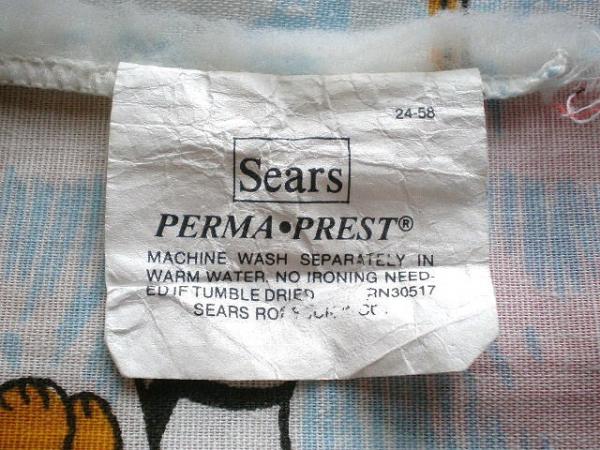 24-58
Sears
PERMA•PREST®
MACHINE WASH SEPARATELY IN
WARM WATER. NO IRONING NEED-
ED IF TUMBLE DRIED RN30517
SEARS